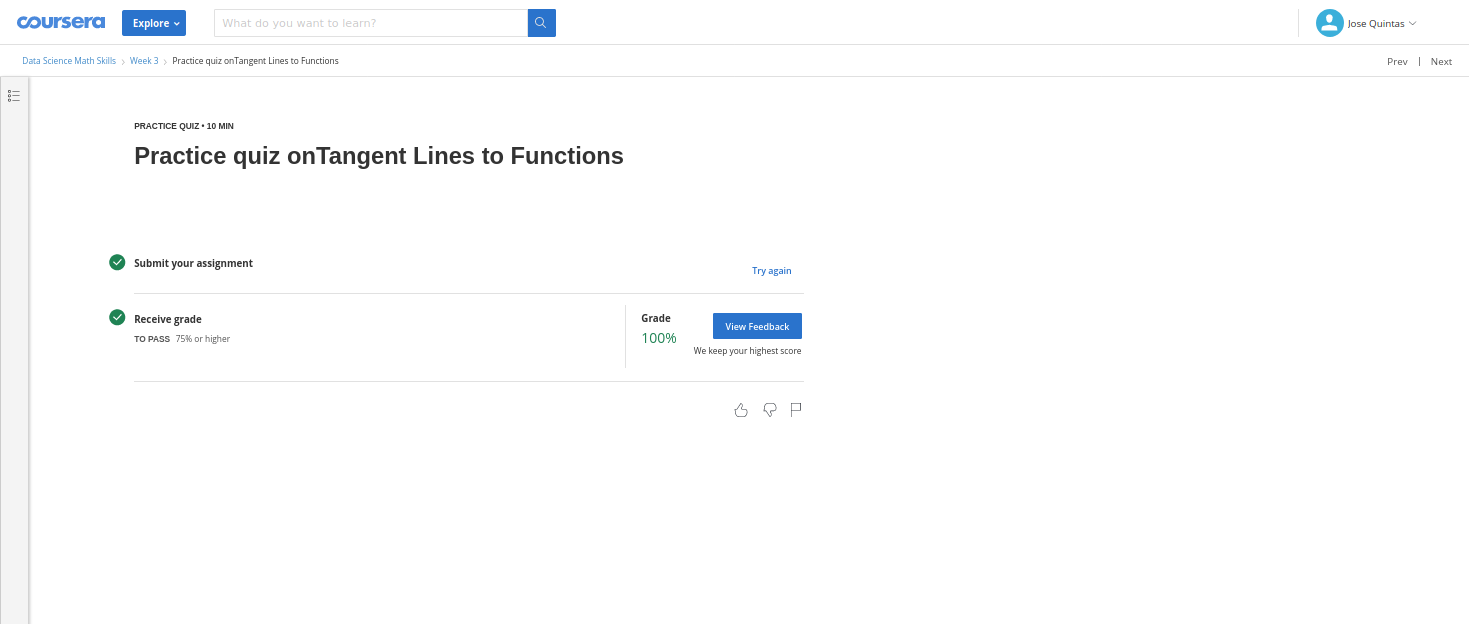 coursera Explore What do you want to learn? Jose Quintas
Data Science Math Skills Week 3 Practice quiz onTangent Lines to Functions Prev | Next
PRACTICE QUIZ • 10 MIN
Practice quiz onTangent Lines to Functions
Submit your assignment
Try again
Receive grade
TO PASS 75% or higher
Grade
100%
View Feedback
We keep your highest score